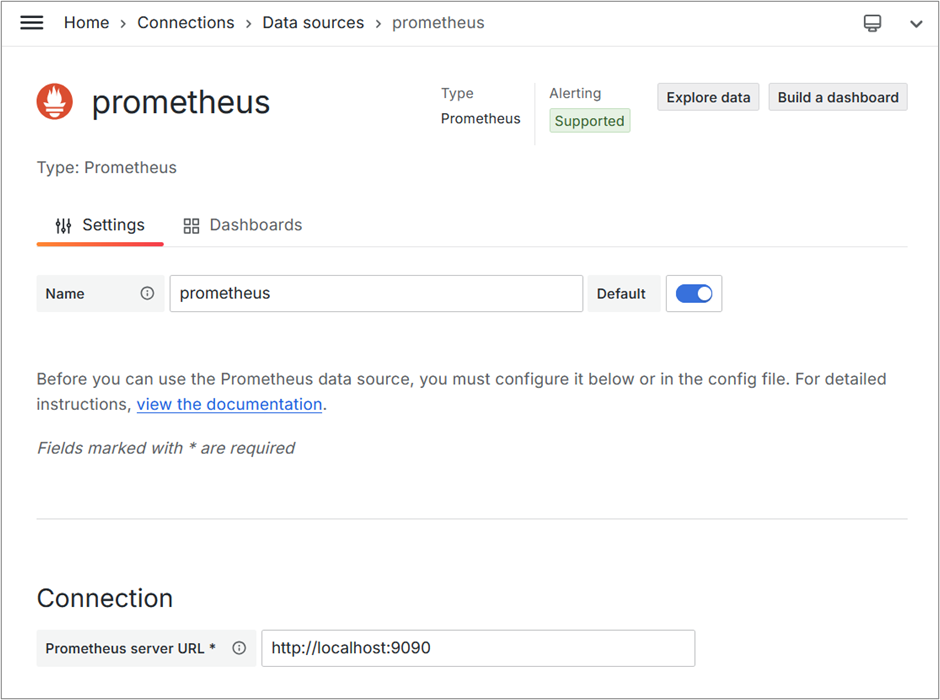 Home › Connections › Data sources › prometheus
prometheus
Type
Prometheus
Alerting
Supported
Explore data
Build a dashboard
Type: Prometheus
Settings
Dashboards
Name
prometheus
Default
Before you can use the Prometheus data source, you must configure it below or in the config file. For detailed
instructions, view the documentation.
Fields marked with * are required
Connection
Prometheus server URL *
http://localhost:9090